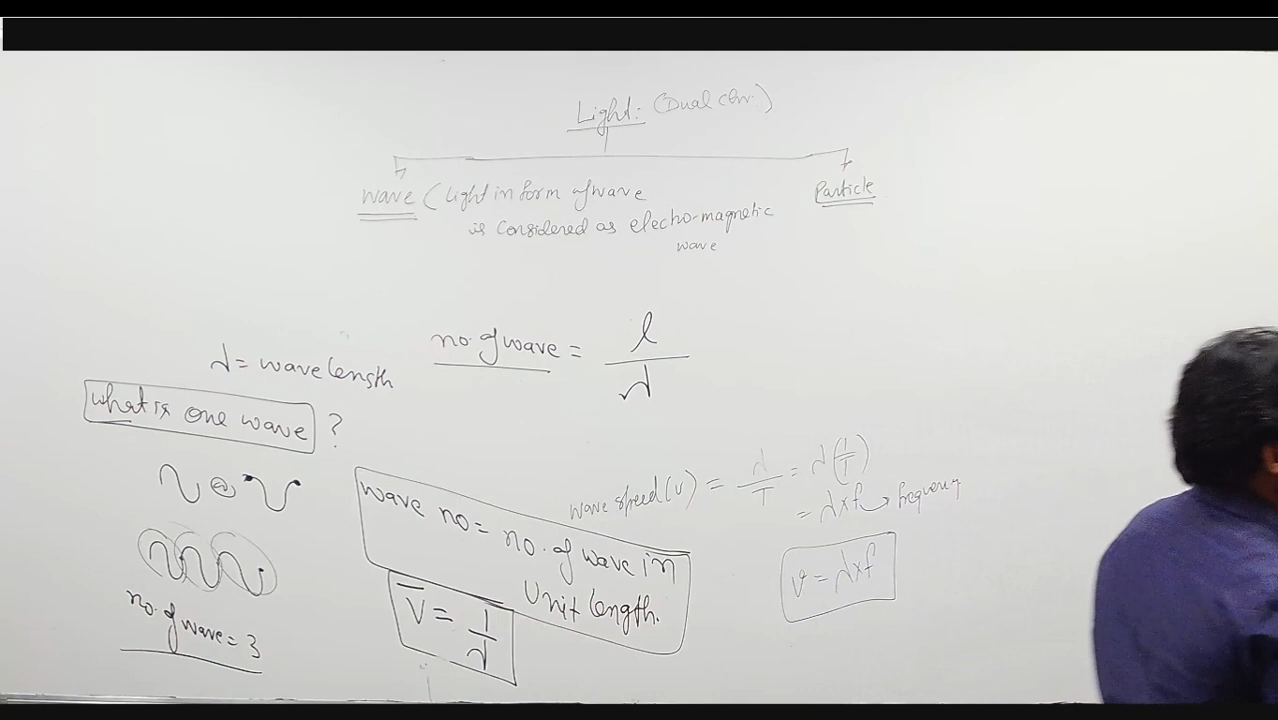 Light: (Dual chr.)
wave (Light in form of wave
is Considered as electro-magnetic
wave
Particle
λ = wavelength
no. of wave = l/λ
what is one wave ?
no. of wave = 3
wave no = no. of wave in
Unit length.
v̅ = 1/λ
wave speed (v) = λ/T = λ(1/T)
= λxf → frequency
v = λxf